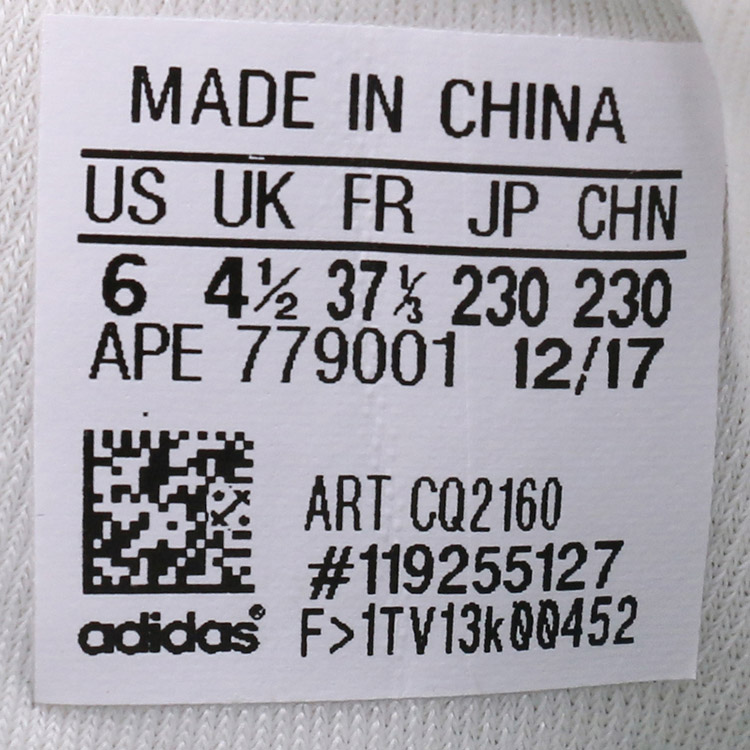 MADE IN CHINA
US UK FR JP CHN
6 4½ 37⅓ 230 230
APE 779001 12/17
ART CQ2160
#119255127
adidas®
F>1TV13k00452